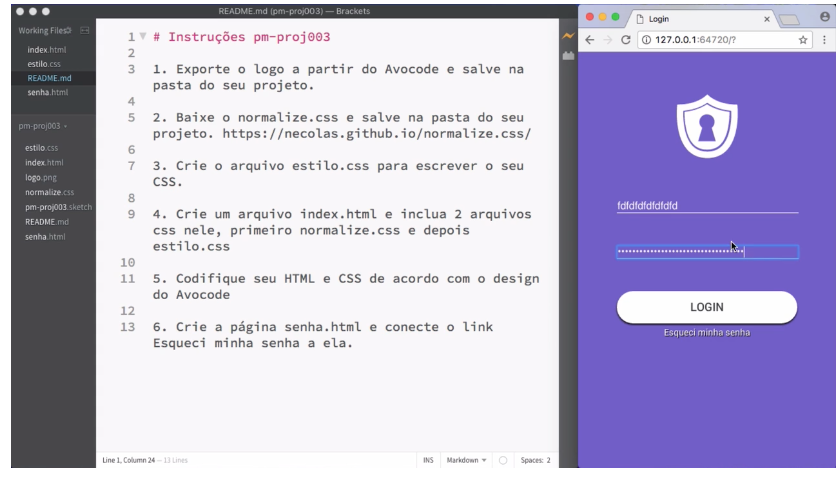 README.md (pm-proj003) — Brackets
Working Files
index.html
estilo.css
README.md
senha.html
pm-proj003
estilo.css
index.html
logo.png
normalize.css
pm-proj003.sketch
README.md
senha.html
1 # Instruções pm-proj003
2
3 1. Exporte o logo a partir do Avocode e salve na
pasta do seu projeto.
4
5 2. Baixe o normalize.css e salve na pasta do seu
projeto. https://necolas.github.io/normalize.css/
6
7 3. Crie o arquivo estilo.css para escrever o seu
CSS.
8
9 4. Crie um arquivo index.html e inclua 2 arquivos
css nele, primeiro normalize.css e depois
estilo.css
10
11 5. Codifique seu HTML e CSS de acordo com o design
do Avocode
12
13 6. Crie a página senha.html e conecte o link
Esqueci minha senha a ela.
Line 1, Column 24 — 13 Lines
INS Markdown Spaces: 2
Login
127.0.0.1:64720/?
fdfdfdfdfdfdfd
LOGIN
Esqueci minha senha